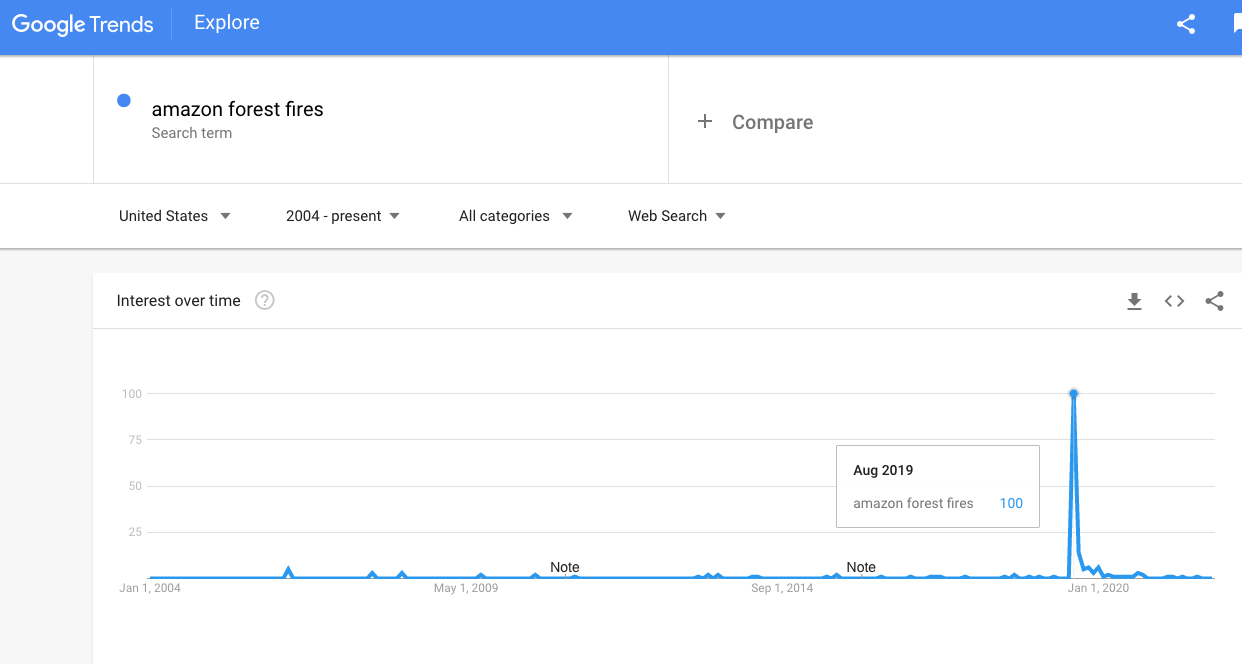 Google Trends Explore
amazon forest fires
Search term
+ Compare
United States 2004 - present All categories Web Search
Interest over time ?
100
75
50
25
Aug 2019
amazon forest fires 100
Note Note
Jan 1, 2004 May 1, 2009 Sep 1, 2014 Jan 1, 2020